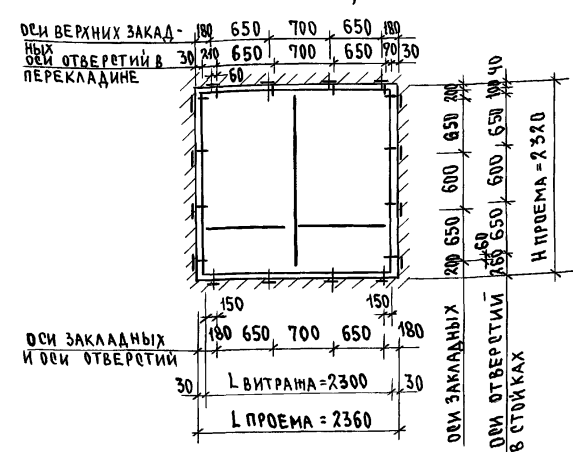 ОСИ ВЕРХНИХ ЗАКЛАД-
НЫХ
180 650 700 650 180
ОСИ ОТВЕРСТИЙ В
ПЕРЕКЛАДИНЕ
30 210 650 700 650 90 30
60
200 650 600 650 200
40 100 650 600 650 60 260
H ПРОЕМА=2320
150 150
ОСИ ЗАКЛАДНЫХ
И ОСИ ОТВЕРСТИЙ
180 650 700 650 180
30 L ВИТРАЖА=2300 30
L ПРОЕМА = 2360
ОСИ ЗАКЛАДНЫХ
ОСИ ОТВЕРСТИЙ
В СТОЙКАХ